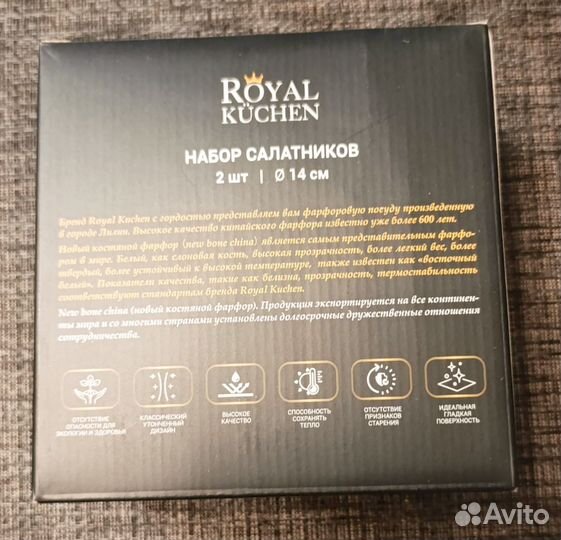 ROYAL
KÜCHEN
НАБОР САЛАТНИКОВ
2 шт | Ø 14 см
Бренд Royal Kuchen с гордостью представляем вам фарфоровую посуду произведенную
в городе Лилин. Высокое качество китайского фарфора известно уже более 600 лет.
Новый костяной фарфор (new bone china) является самым представительным фарфо-
ром в мире. Белый, как слоновая кость, высокая прозрачность, более легкий вес, более
твердый, более устойчивый к высокой температуре, также известен как «восточный
белый». Показатели качества, такие как белизна, прозрачность, термостабильность
соответствуют стандартам бренда Royal Kuchen.
New bone china (новый костяной фарфор). Продукция экспортируется на все континен-
ты мира и со многими странами установлены долгосрочные дружественные отношения
сотрудничества.
ОТСУТСТВИЕ
ОПАСНОСТИ ДЛЯ
ЭКОЛОГИИ И ЗДОРОВЬЯ
КЛАССИЧЕСКИЙ
УТОНЧЕННЫЙ
ДИЗАЙН
ВЫСОКОЕ
КАЧЕСТВО
СПОСОБНОСТЬ
СОХРАНЯТЬ
ТЕПЛО
ОТСУТСТВИЕ
ПРИЗНАКОВ
СТАРЕНИЯ
ИДЕАЛЬНАЯ
ГЛАДКАЯ
ПОВЕРХНОСТЬ
Avito